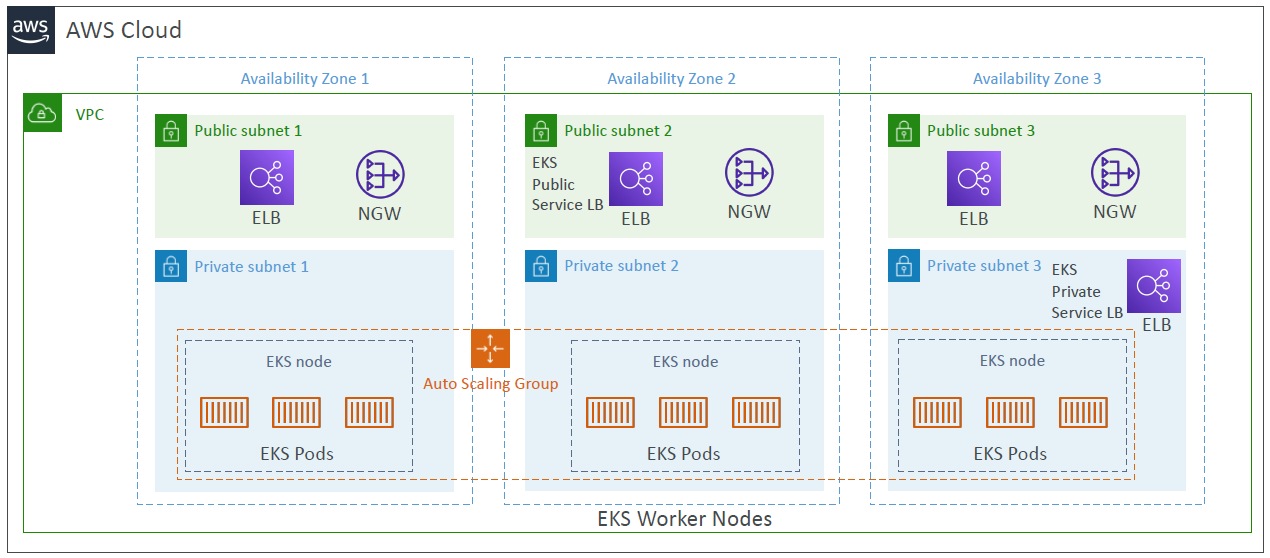 aws
AWS Cloud
Availability Zone 1
Availability Zone 2
Availability Zone 3
VPC
Public subnet 1
ELB
NGW
Public subnet 2
EKS
Public
Service LB
ELB
NGW
Public subnet 3
ELB
NGW
Private subnet 1
Private subnet 2
Private subnet 3
EKS
Private
Service LB
ELB
Auto Scaling Group
EKS node
EKS Pods
EKS node
EKS Pods
EKS node
EKS Pods
EKS Worker Nodes